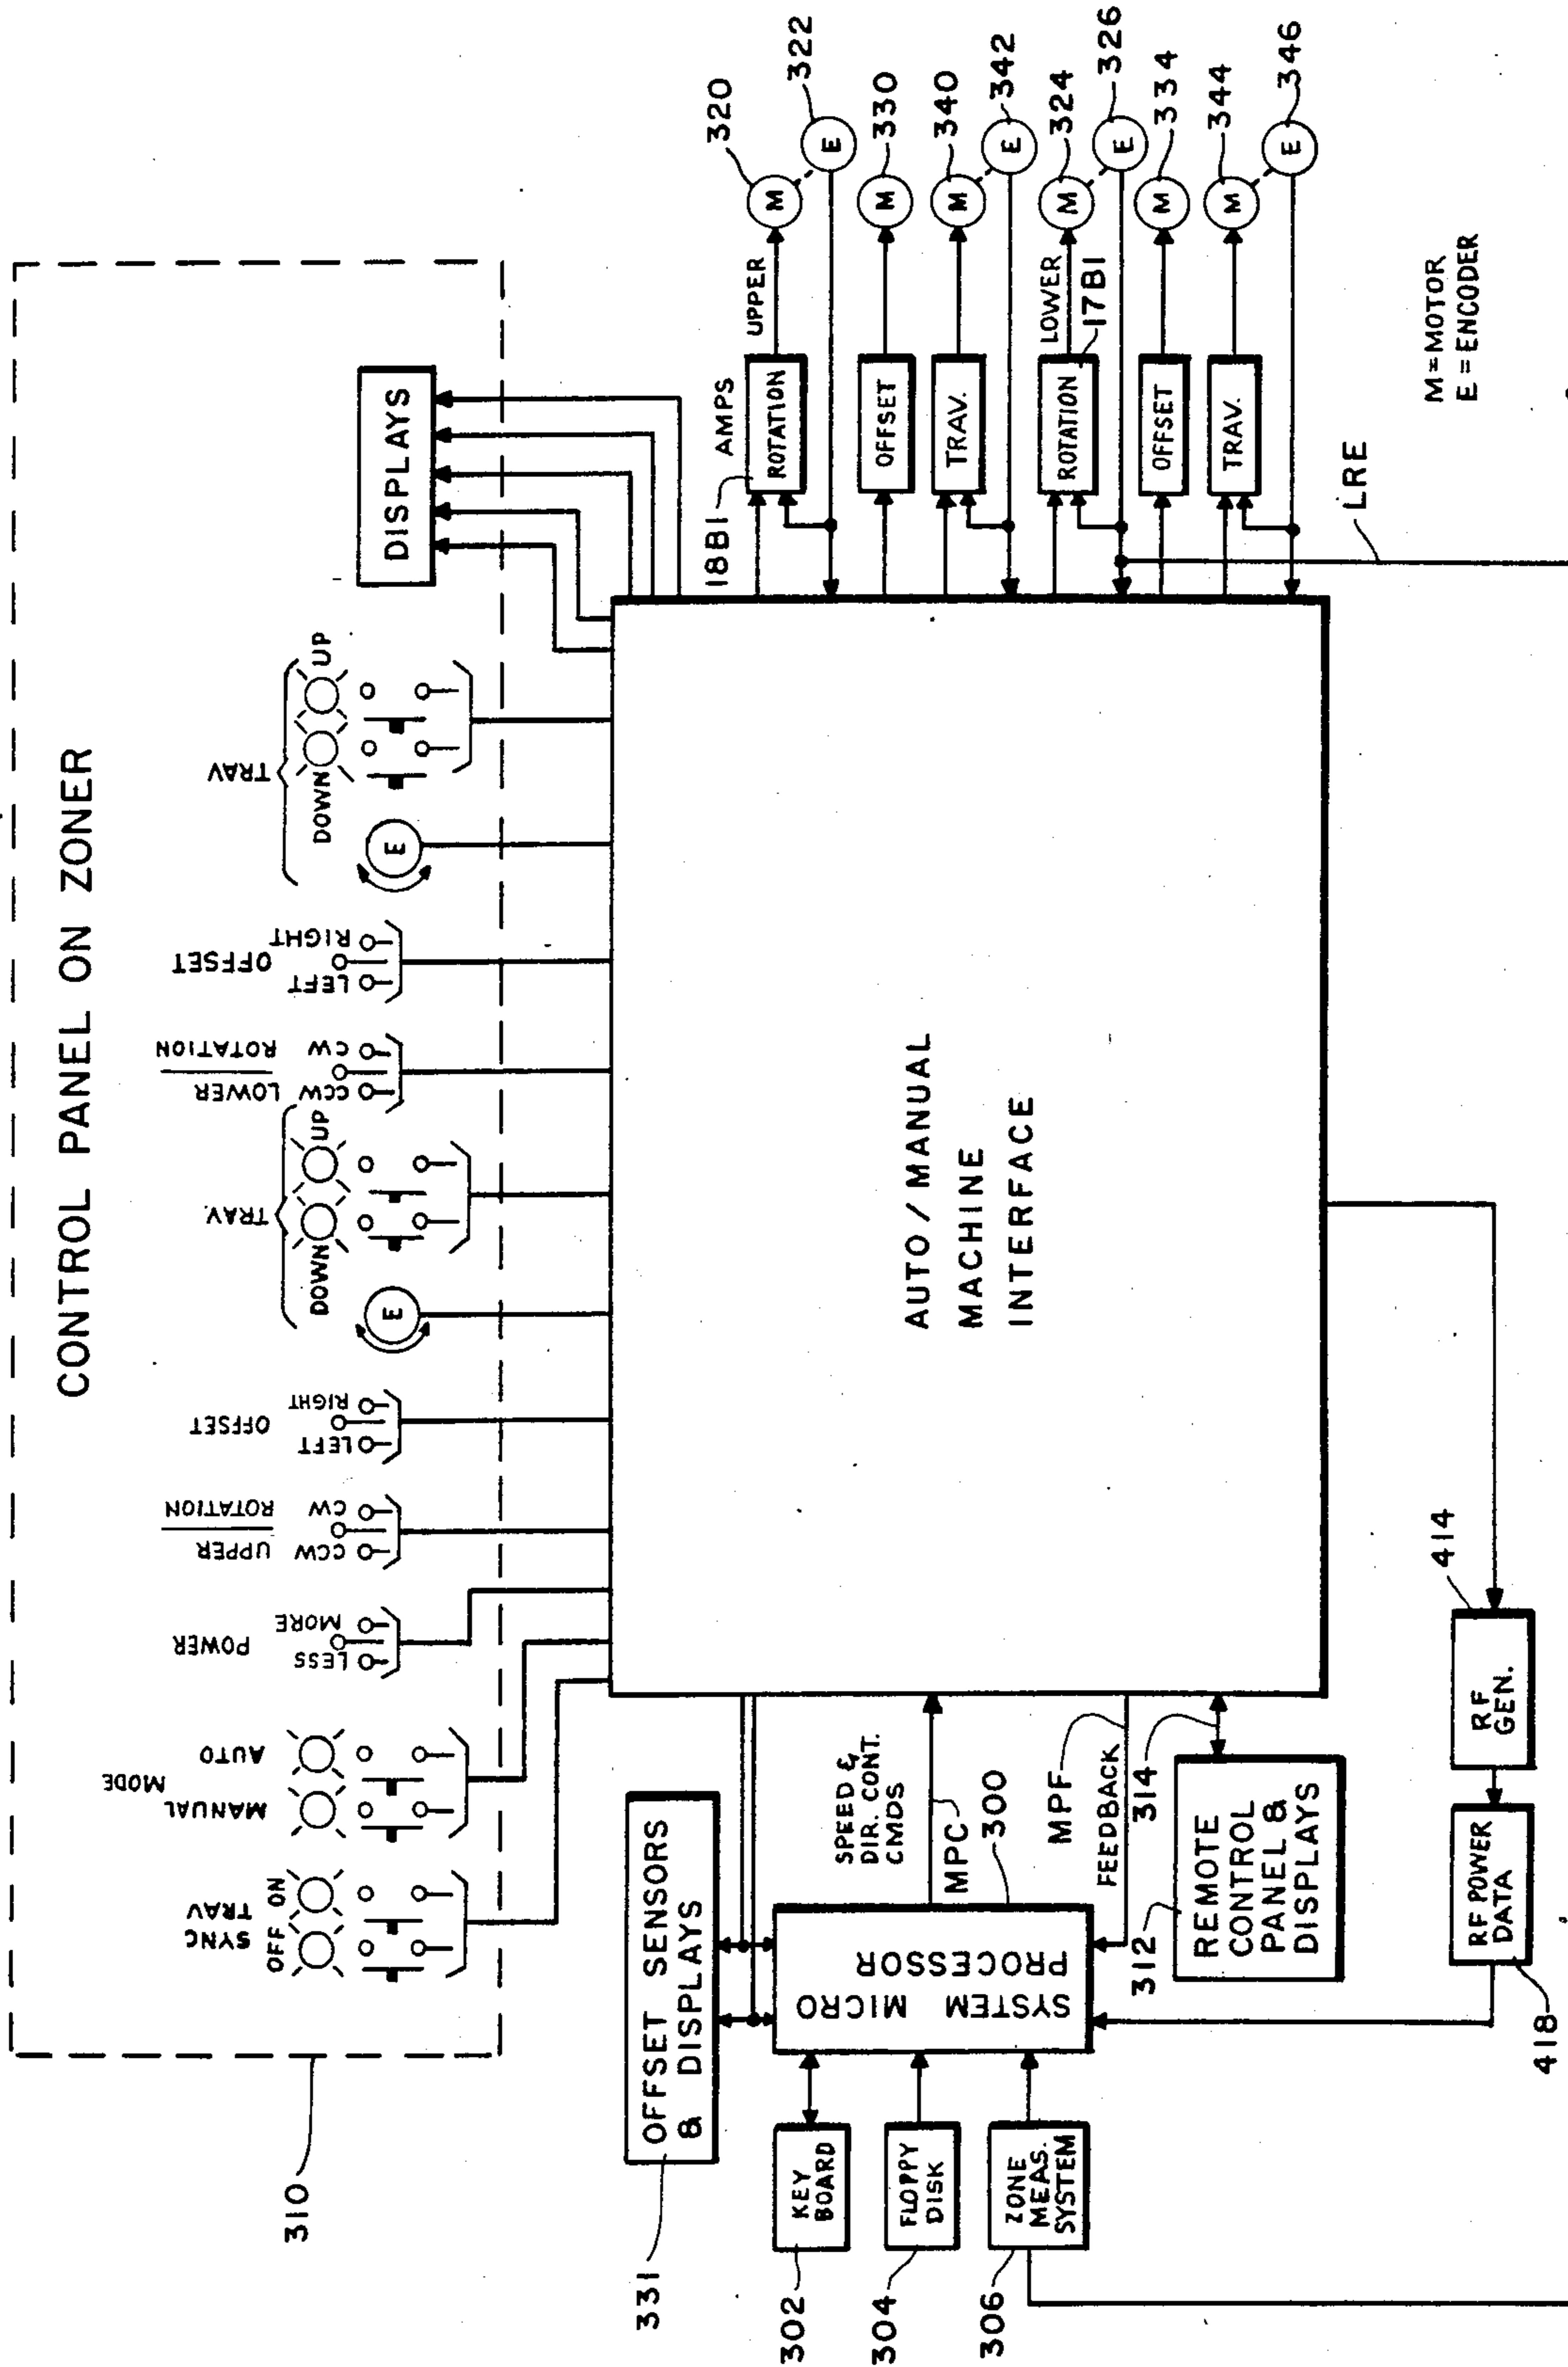 CONTROL PANEL ON ZONER
310
SYNC
TRAV
OFF
ON
MODE
MANUAL
AUTO
POWER
LESS
MORE
UPPER
ROTATION
CCW
CW
OFFSET
LEFT
RIGHT
E
TRAV.
DOWN
UP
LOWER
ROTATION
CCW
CW
OFFSET
LEFT
RIGHT
E
TRAV
DOWN
UP
DISPLAYS
331
OFFSET SENSORS
& DISPLAYS
302
KEY
BOARD
304
FLOPPY
DISK
306
ZONE
MEAS.
SYSTEM
SYSTEM MICRO
PROCESSOR
SPEED &
DIR. CONT.
CMDS
MPC
300
MPF
FEEDBACK
314
312
REMOTE
CONTROL
PANEL &
DISPLAYS
418
RF POWER
DATA
414
RF
GEN.
AUTO/MANUAL
MACHINE
INTERFACE
18B1
AMPS
ROTATION
UPPER
M
320
E
322
OFFSET
M
330
TRAV.
M
340
E
342
ROTATION
LOWER
17B1
M
324
E
326
OFFSET
M
334
TRAV.
M
344
E
346
LRE
M=MOTOR
E=ENCODER